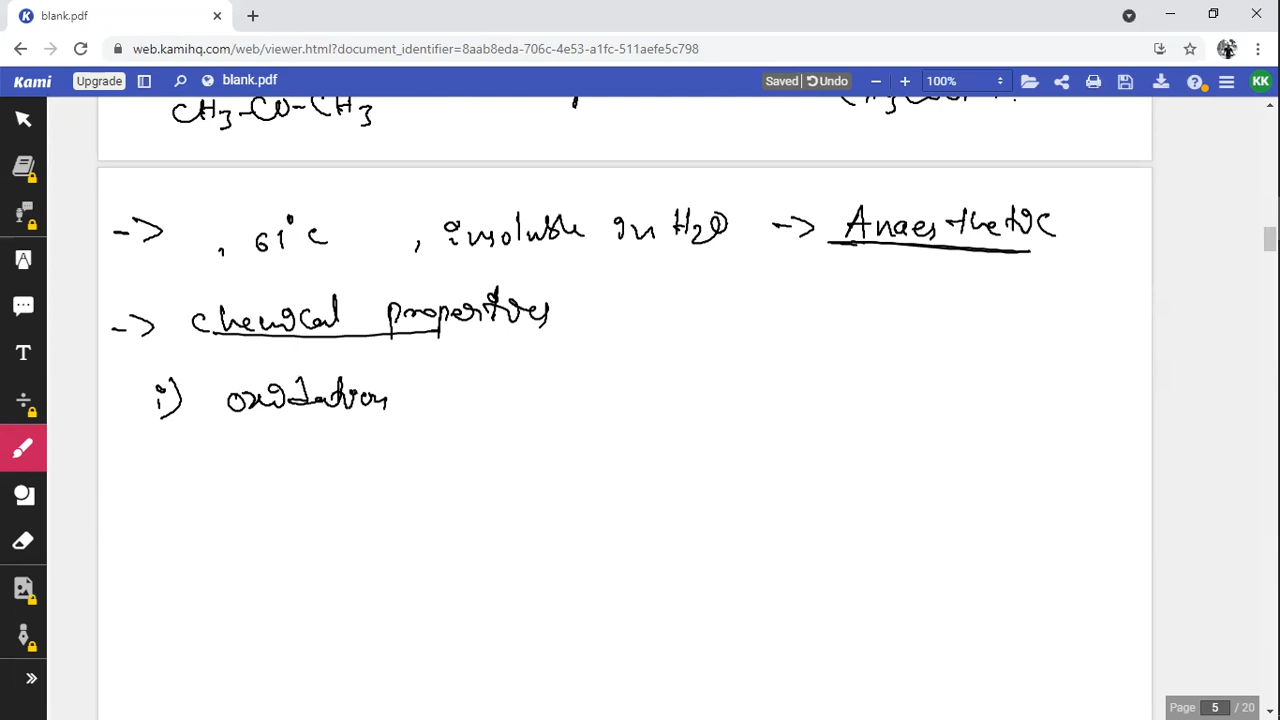 blank.pdf
web.kamihq.com/web/viewer.html?document_identifier=8aab8eda-706c-4e53-a1fc-511aefe5c798
Kami Upgrade blank.pdf Saved Undo 100% KK
CH3-CO-CH3
-> , 61°C , insoluble in H2O -> Anaesthetic
-> chemical properties
i) oxidation
Page 5 / 20